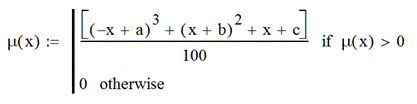 μ(x) := [(-x + a)^3 + (x + b)^2 + x + c] / 100 if μ(x) > 0
0 otherwise